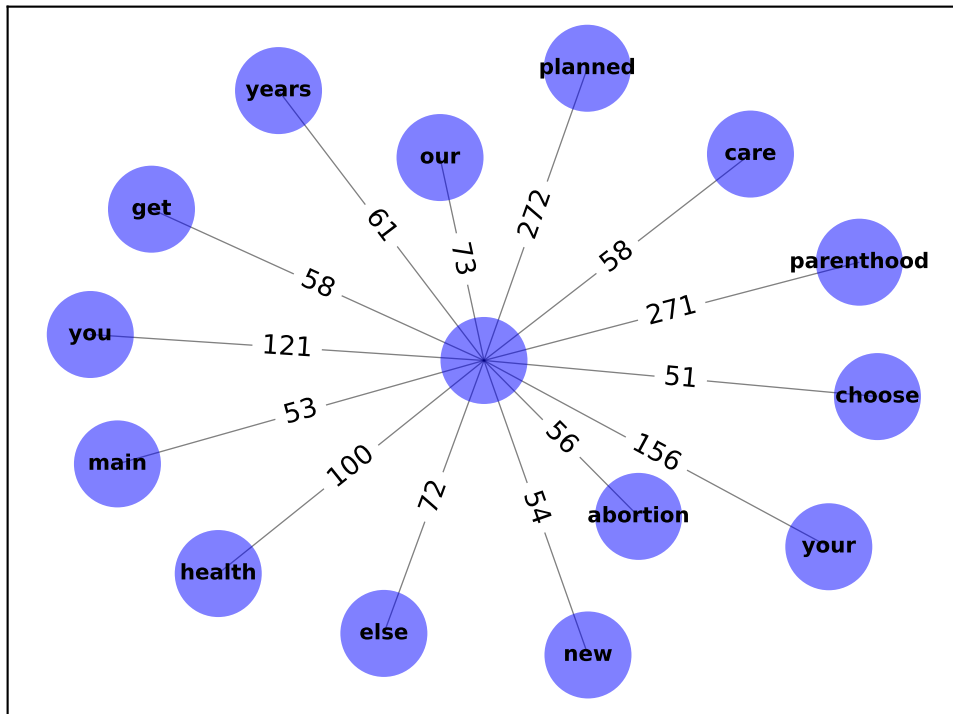 planned
years
care
our
get
272
61
58
73
parenthood
58
271
you
121
51
choose
53
156
main
56
100
72
54
abortion
your
health
else
new